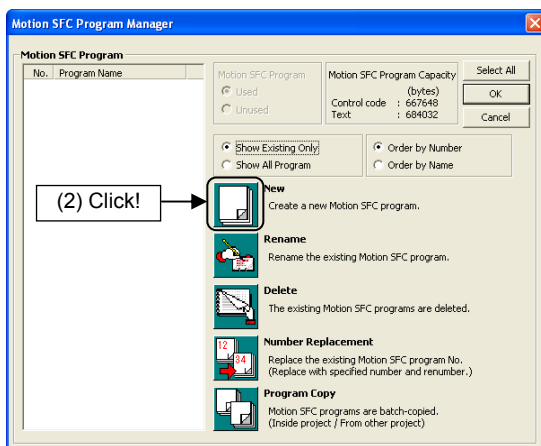 Motion SFC Program Manager
Motion SFC Program
No. Program Name
Motion SFC Program
Used
Unused
Motion SFC Program Capacity
(bytes)
Control code : 667648
Text : 684032
Select All
OK
Cancel
Show Existing Only
Show All Program
Order by Number
Order by Name
(2) Click!
New
Create a new Motion SFC program.
Rename
Rename the existing Motion SFC program.
Delete
The existing Motion SFC programs are deleted.
12
34
Number Replacement
Replace the existing Motion SFC program No.
(Replace with specified number and renumber.)
Program Copy
Motion SFC programs are batch-copied.
(Inside project / From other project)